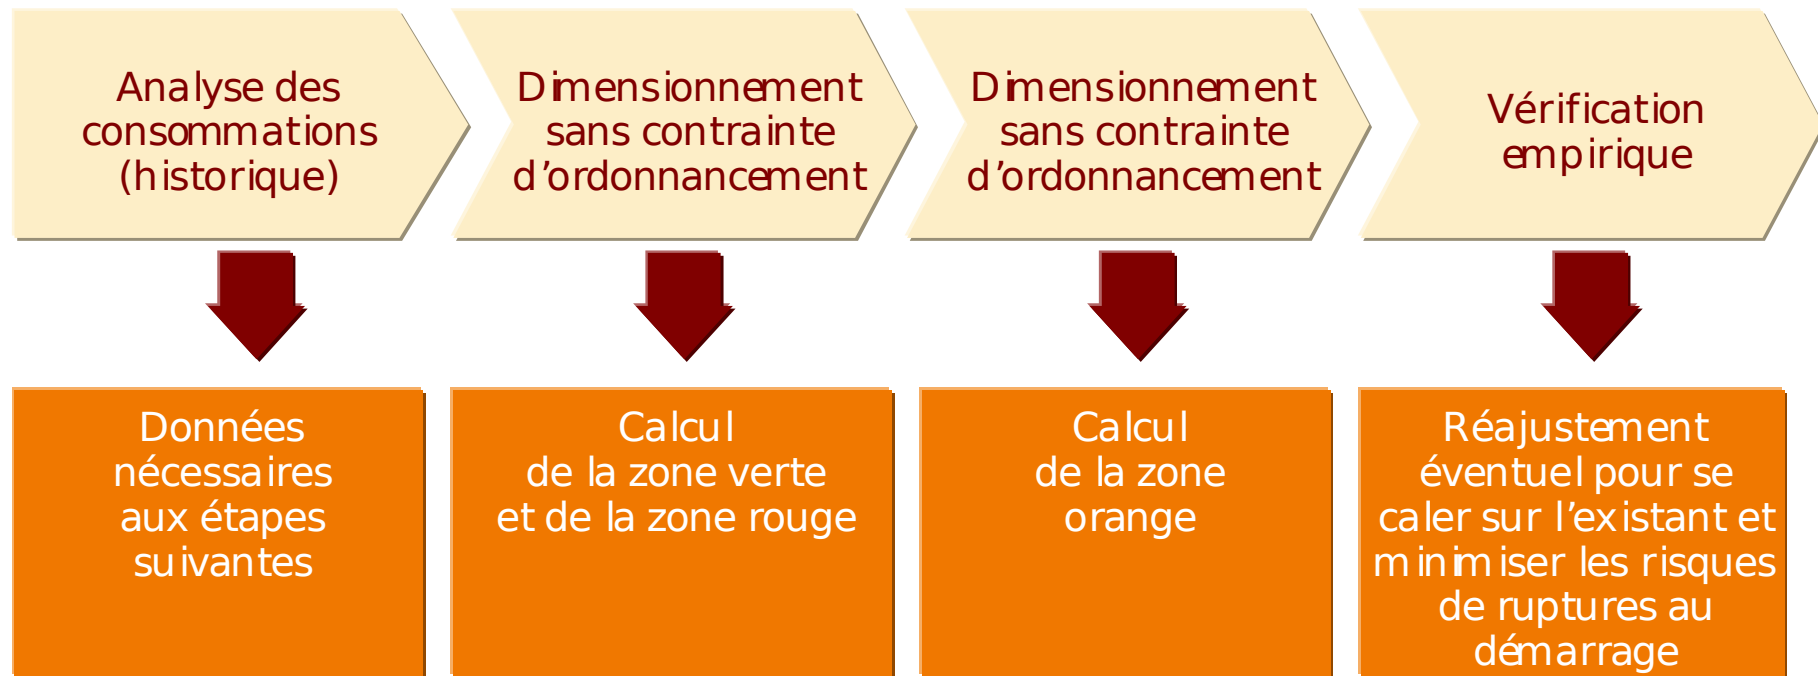 Analyse des
consommations
(historique)
Dimensionnement
sans contrainte
d’ordonnancement
Dimensionnement
sans contrainte
d’ordonnancement
Vérification
empirique
Données
nécessaires
aux étapes
suivantes
Calcul
de la zone verte
et de la zone rouge
Calcul
de la zone
orange
Réajustement
éventuel pour se
caler sur l’existant et
minimiser les risques
de ruptures au
démarrage